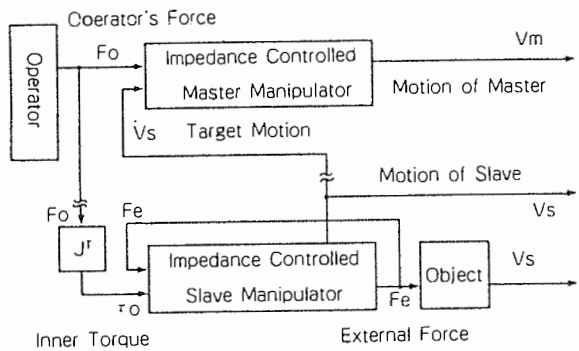 Coerator's Force
Operator
Fo
Impedance Controlled
Master Manipulator
Vm
Motion of Master
V̇s
Target Motion
Motion of Slave
Vs
Fo
Fe
Jᵀ
Impedance Controlled
Slave Manipulator
τo
Fe
Object
Vs
Inner Torque
External Force